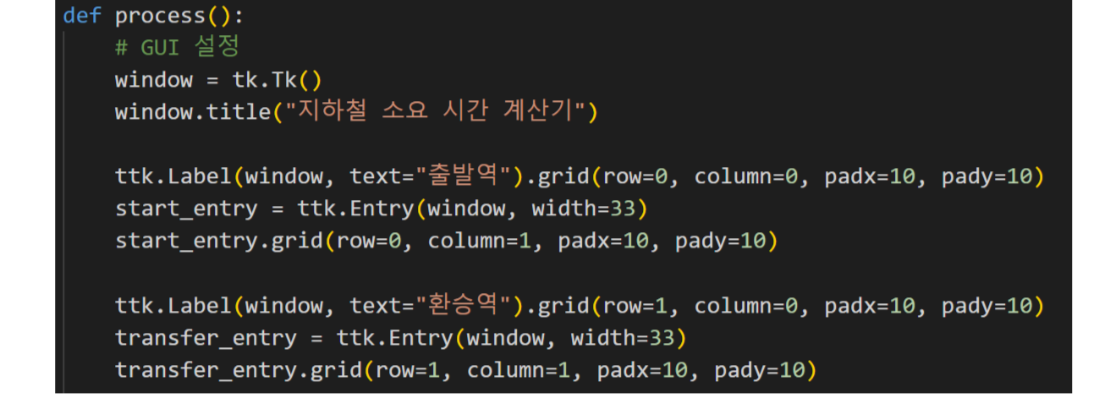 def process():
    # GUI 설정
    window = tk.Tk()
    window.title("지하철 소요 시간 계산기")

    ttk.Label(window, text="출발역").grid(row=0, column=0, padx=10, pady=10)
    start_entry = ttk.Entry(window, width=33)
    start_entry.grid(row=0, column=1, padx=10, pady=10)

    ttk.Label(window, text="환승역").grid(row=1, column=0, padx=10, pady=10)
    transfer_entry = ttk.Entry(window, width=33)
    transfer_entry.grid(row=1, column=1, padx=10, pady=10)